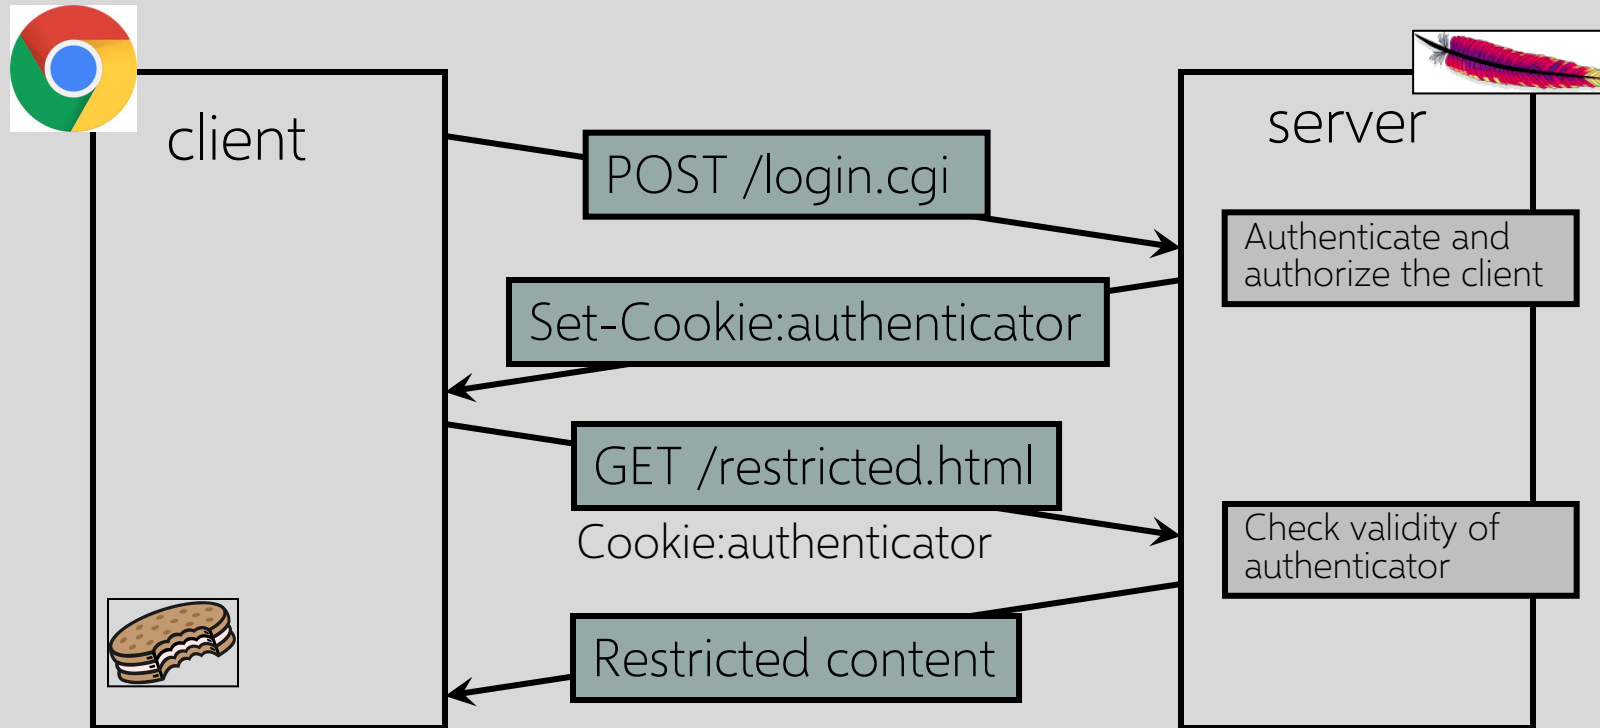 client
server
POST /login.cgi
Authenticate and
authorize the client
Set-Cookie:authenticator
GET /restricted.html
Cookie:authenticator
Check validity of
authenticator
Restricted content